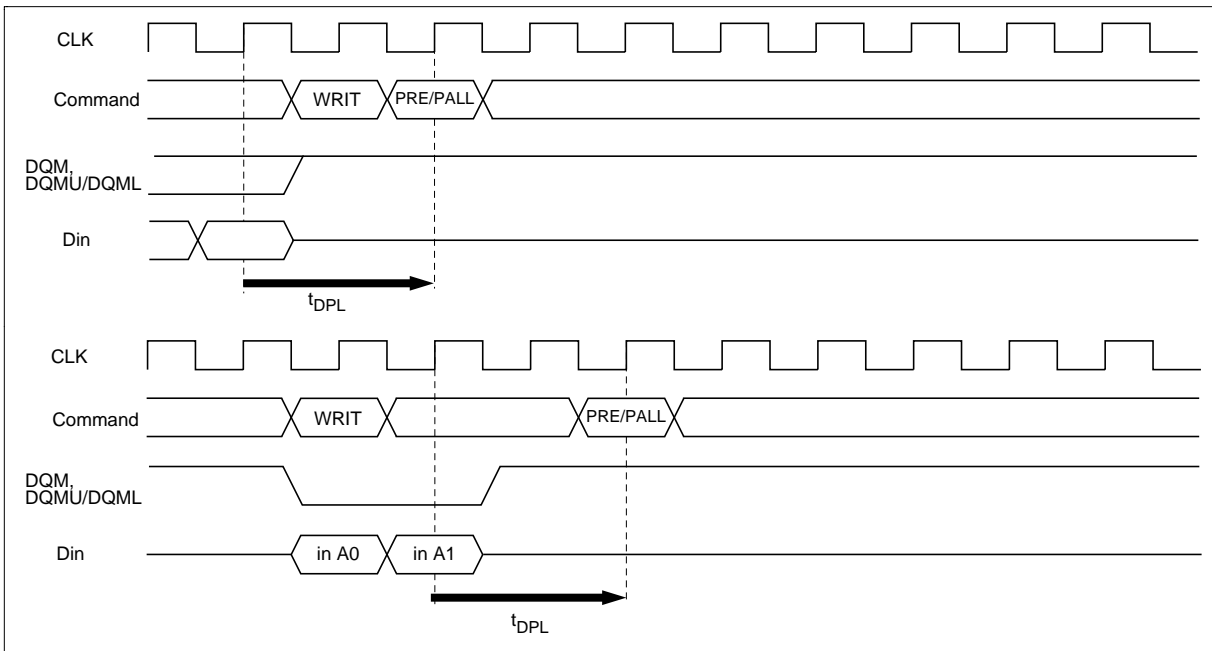 CLK
Command WRIT PRE/PALL
DQM,
DQMU/DQML
Din
tDPL
CLK
Command WRIT PRE/PALL
DQM,
DQMU/DQML
Din in A0 in A1
tDPL